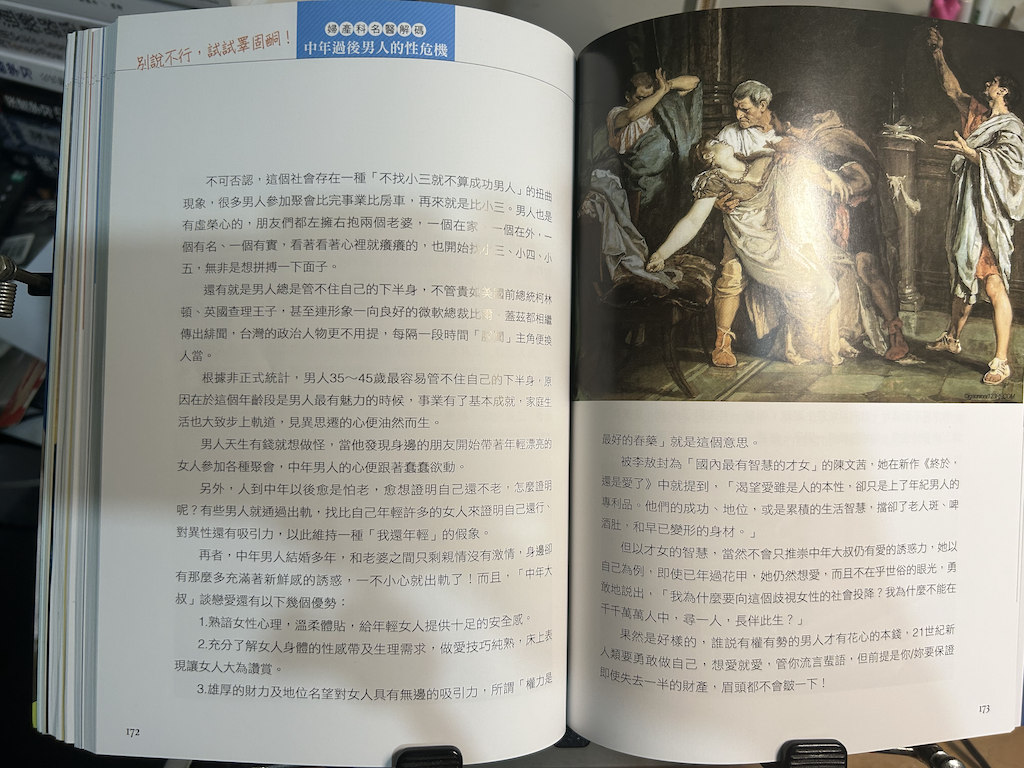 別說不行，試試睪固酮！
婦產科名醫解碼
中年過後男人的性危機
不可否認，這個社會存在一種「不找小三就不算成功男人」的扭曲
現象，很多男人參加聚會比完事業比房車，再來就是比小三。男人也是
有虛榮心的，朋友們都左擁右抱兩個老婆，一個在家 一個在外，一
個有名、一個有實，看著看著心裡就癢癢的，也開始找小三、小四、小
五，無非是想拼搏一下面子。
還有就是男人總是管不住自己的下半身，不管貴如美國前總統柯林
頓、英國查理王子，甚至連形象一向良好的微軟總裁比爾．蓋茲都相繼
傳出緋聞，台灣的政治人物更不用提，每隔一段時間「 聞」主角便換
人當。
根據非正式統計，男人35～45歲最容易管不住自己的下半身，原
因在於這個年齡段是男人最有魅力的時候，事業有了基本成就，家庭生
活也大致步上軌道，見異思遷的心便油然而生。
男人天生有錢就想做怪，當他發現身邊的朋友開始帶著年輕漂亮的
女人參加各種聚會，中年男人的心便跟著蠢蠢欲動。
另外，人到中年以後愈是怕老，愈想證明自己還不老，怎麼證明
呢？有些男人就通過出軌，找比自己年輕許多的女人來證明自己還行、
對異性還有吸引力，以此維持一種「我還年輕」的假象。
再者，中年男人結婚多年，和老婆之間只剩親情沒有激情，身邊卻
有那麼多充滿著新鮮感的誘惑，一不小心就出軌了！而且，「中年大
叔」談戀愛還有以下幾個優勢：
1.熟諳女性心理，溫柔體貼，給年輕女人提供十足的安全感。
2.充分了解女人身體的性感帶及生理需求，做愛技巧純熟，床上表
現讓女人大為讚賞。
3.雄厚的財力及地位名望對女人具有無邊的吸引力，所謂「權力是
172
最好的春藥」就是這個意思。
被李敖封為「國內最有智慧的才女」的陳文茜，她在新作《終於，
還是愛了》中就提到，「渴望愛雖是人的本性，卻只是上了年紀男人的
專利品。他們的成功、地位，或是累積的生活智慧，擋卻了老人斑、啤
酒肚，和早已變形的身材。」
但以才女的智慧，當然不會只推崇中年大叔仍有愛的誘惑力，她以
自己為例，即使已年過花甲，她仍然想愛，而且不在乎世俗的眼光，勇
敢地說出，「我為什麼要向這個歧視女性的社會投降？我為什麼不能在
千千萬萬人中，尋一人，長伴此生？」
果然是好樣的，誰說有權有勢的男人才有花心的本錢，21世紀新
人類要勇敢做自己，想愛就愛，管你流言蜚語，但前提是你/妳要保證
即使失去一半的財產，眉頭都不會皺一下！
173